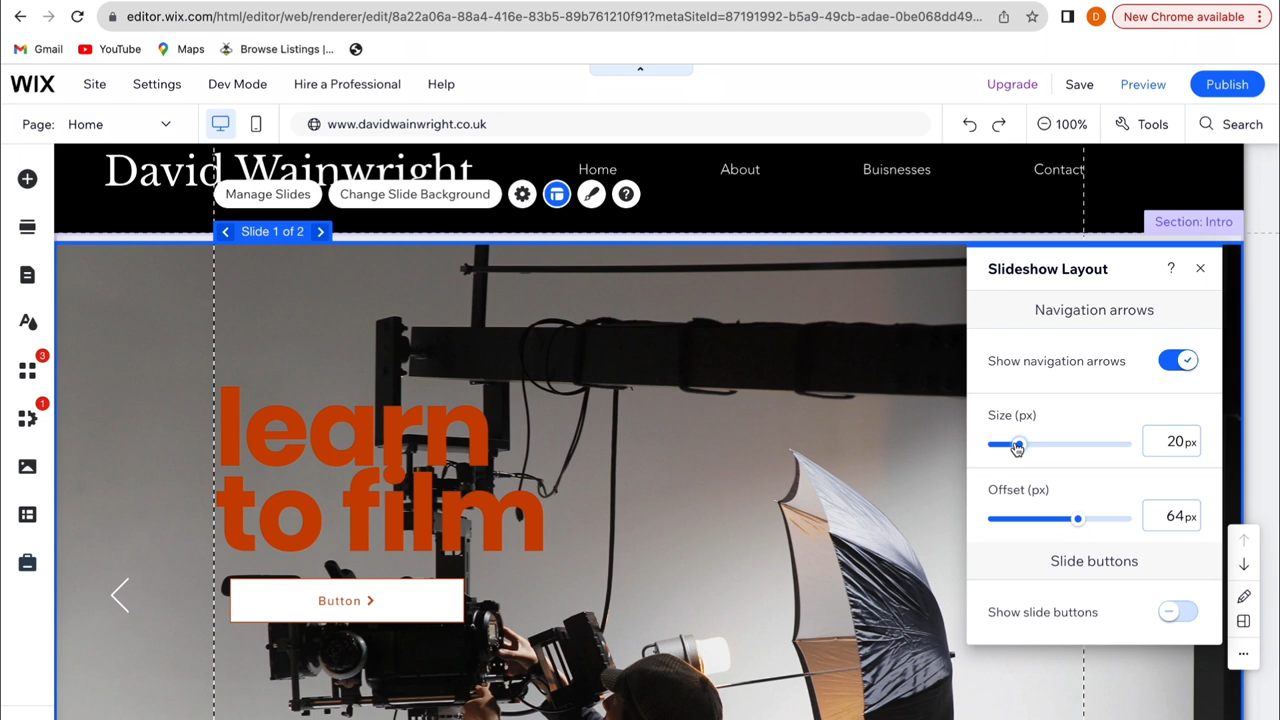 editor.wix.com/html/editor/web/renderer/edit/5a22a06a-88a4-416e-83b5-89b761210f91?metaSiteId=87191992-b5a9-49cb-adae-0be068dd49...
D
New Chrome available
Gmail
YouTube
Maps
Browse Listings |...
WIX
Site
Settings
Dev Mode
Hire a Professional
Help
Upgrade
Save
Preview
Publish
Page:
Home
www.davidwainwright.co.uk
100%
Tools
Search
David Wainwright
Home
About
Buisnesses
Contact
Manage Slides
Change Slide Background
?
Section: Intro
Slide 1 of 2
Slideshow Layout
?
Navigation arrows
Show navigation arrows
Size (px)
20px
Offset (px)
64px
Slide buttons
Show slide buttons
3
1
learn
to film
Button >